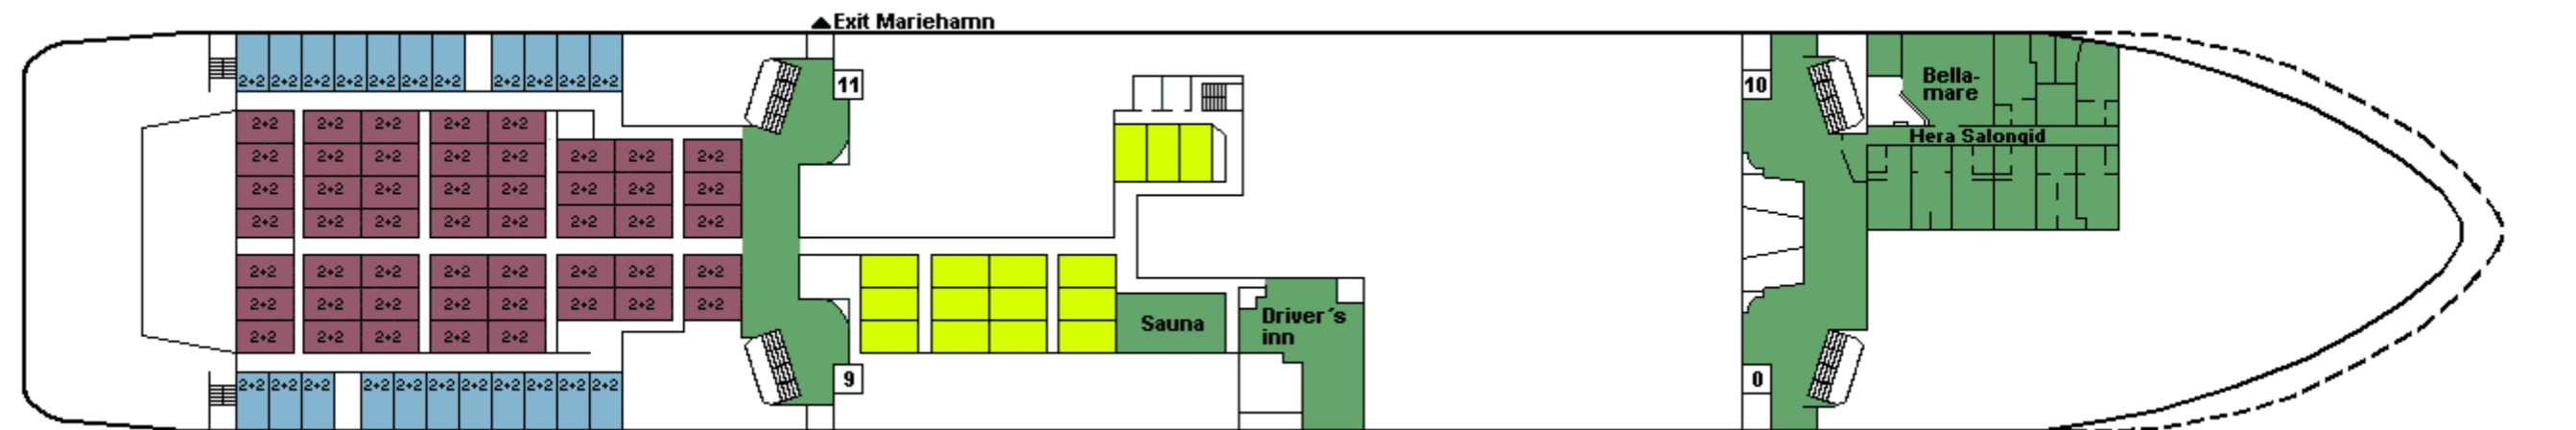 Exit Mariehamn
2+2 2+2 2+2 2+2 2+2 2+2 2+2 2+2 2+2 2+2 2+2
11
10
Bella-
mare
2+2 2+2 2+2 2+2 2+2
Hera Salongid
2+2 2+2 2+2 2+2 2+2 2+2 2+2 2+2
2+2 2+2 2+2 2+2 2+2 2+2 2+2 2+2
2+2 2+2 2+2 2+2 2+2 2+2 2+2 2+2
2+2 2+2 2+2 2+2 2+2 2+2 2+2 2+2
2+2 2+2 2+2 2+2 2+2 2+2 2+2 2+2
Sauna
Driver´s
inn
2+2 2+2 2+2 2+2 2+2
2+2 2+2 2+2 2+2 2+2 2+2 2+2 2+2 2+2 2+2 2+2
9
0